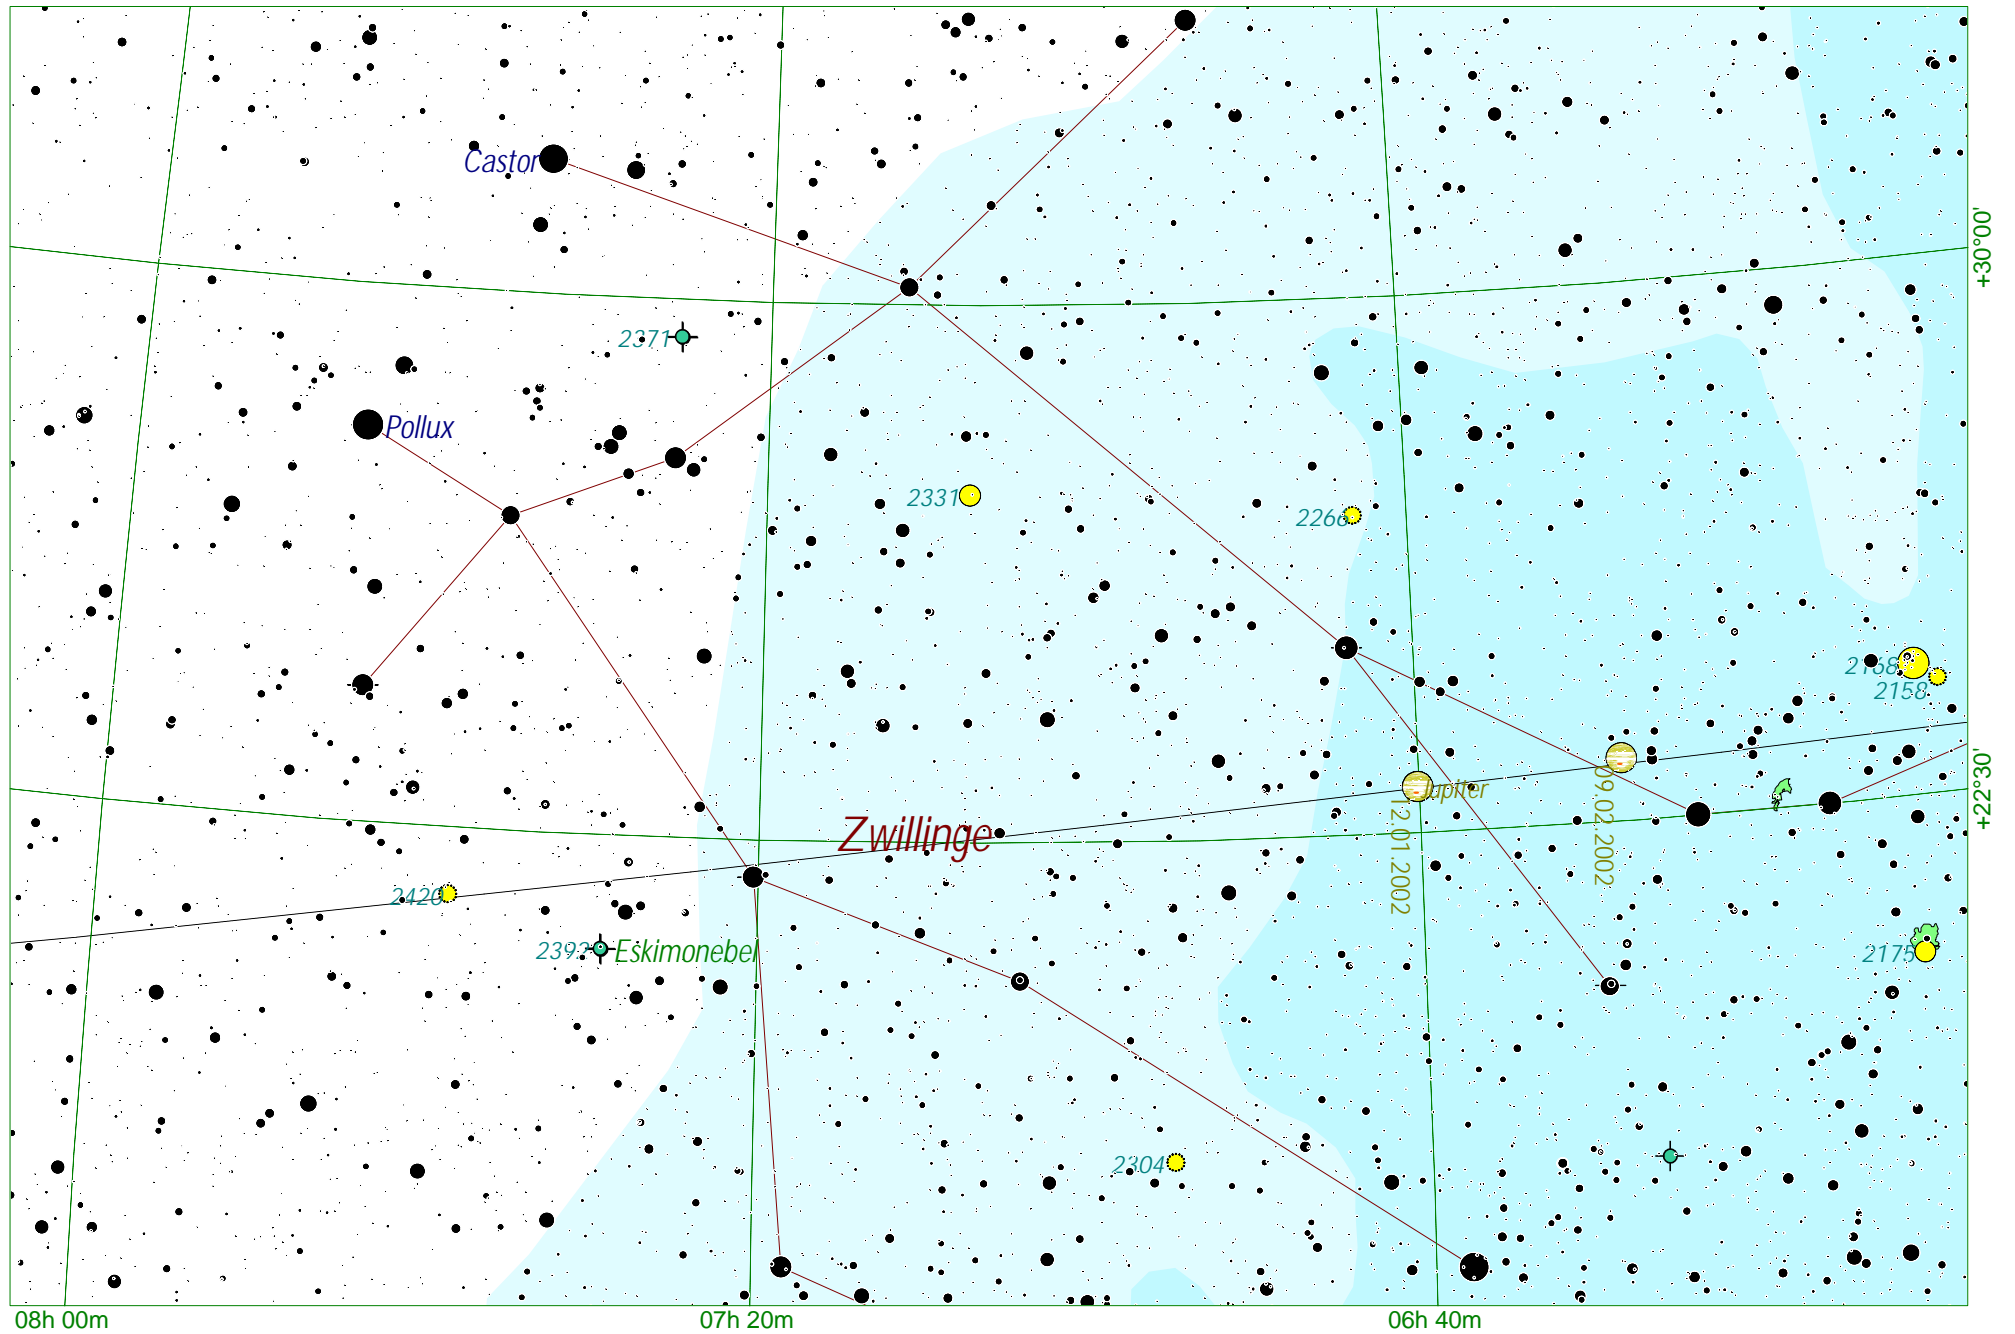 Castor
+30°00'
2371
Pollux
2331
2266
2168
2158
Jupiter
+22°30'
Zwillinge
12.01.2002
09.02.2002
2420
2392
Eskimonebel
2175
2304
08h 00m
07h 20m
06h 40m